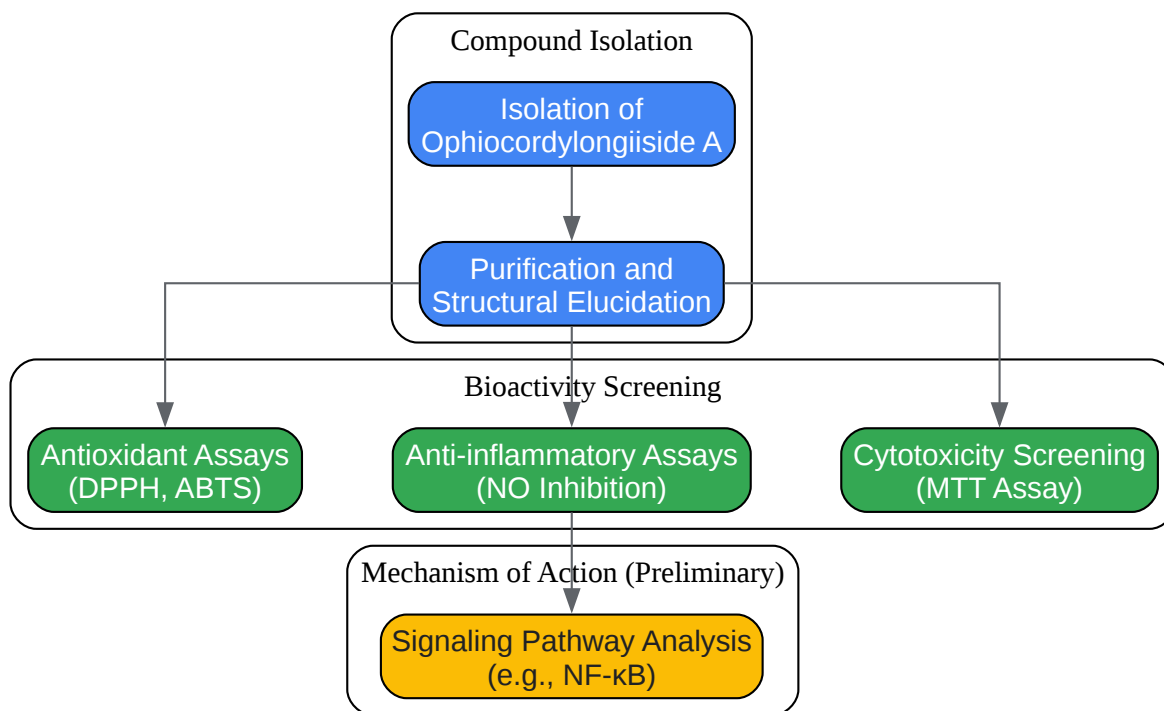 Compound Isolation
Isolation of
Ophiocordylongiiside A
Purification and
Structural Elucidation
Bioactivity Screening
Antioxidant Assays
(DPPH, ABTS)
Anti-inflammatory Assays
(NO Inhibition)
Cytotoxicity Screening
(MTT Assay)
Mechanism of Action (Preliminary)
Signaling Pathway Analysis
(e.g., NF-κB)